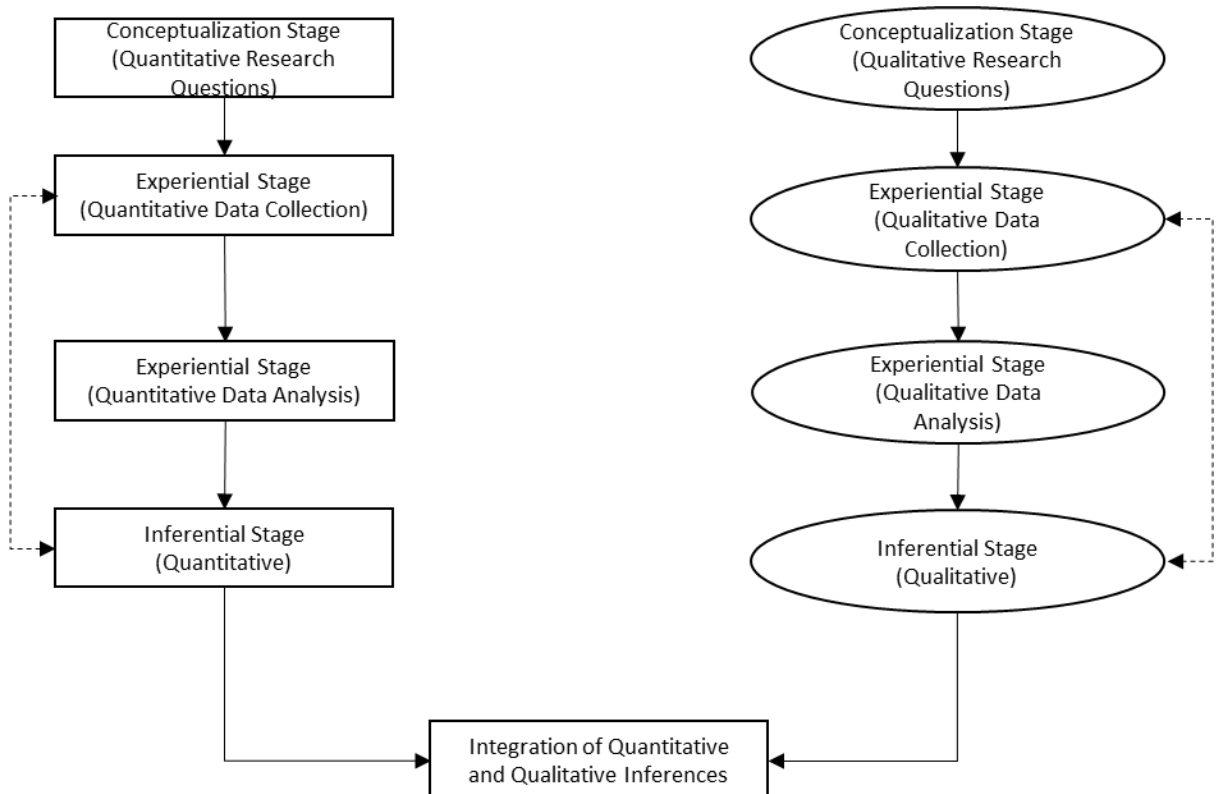 Conceptualization Stage
(Quantitative Research
Questions)
Experiential Stage
(Quantitative Data Collection)
Experiential Stage
(Quantitative Data Analysis)
Inferential Stage
(Quantitative)
Conceptualization Stage
(Qualitative Research
Questions)
Experiential Stage
(Qualitative Data
Collection)
Experiential Stage
(Qualitative Data
Analysis)
Inferential Stage
(Qualitative)
Integration of Quantitative
and Qualitative Inferences